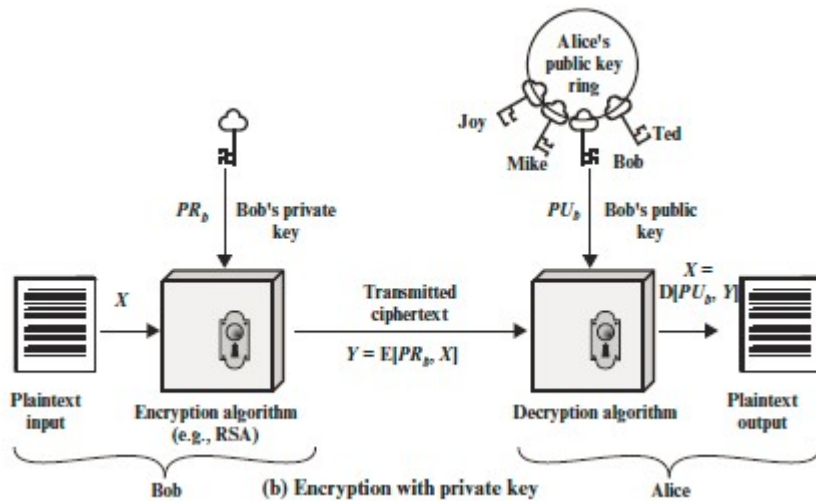 Alice's
public key
ring
Joy
Mike
Bob
Ted
PR_b
Bob's private
key
PU_b
Bob's public
key
X
Transmitted
ciphertext
Y = E[PR_b, X]
X =
D[PU_b, Y]
Plaintext
input
Encryption algorithm
(e.g., RSA)
Decryption algorithm
Plaintext
output
Bob
(b) Encryption with private key
Alice